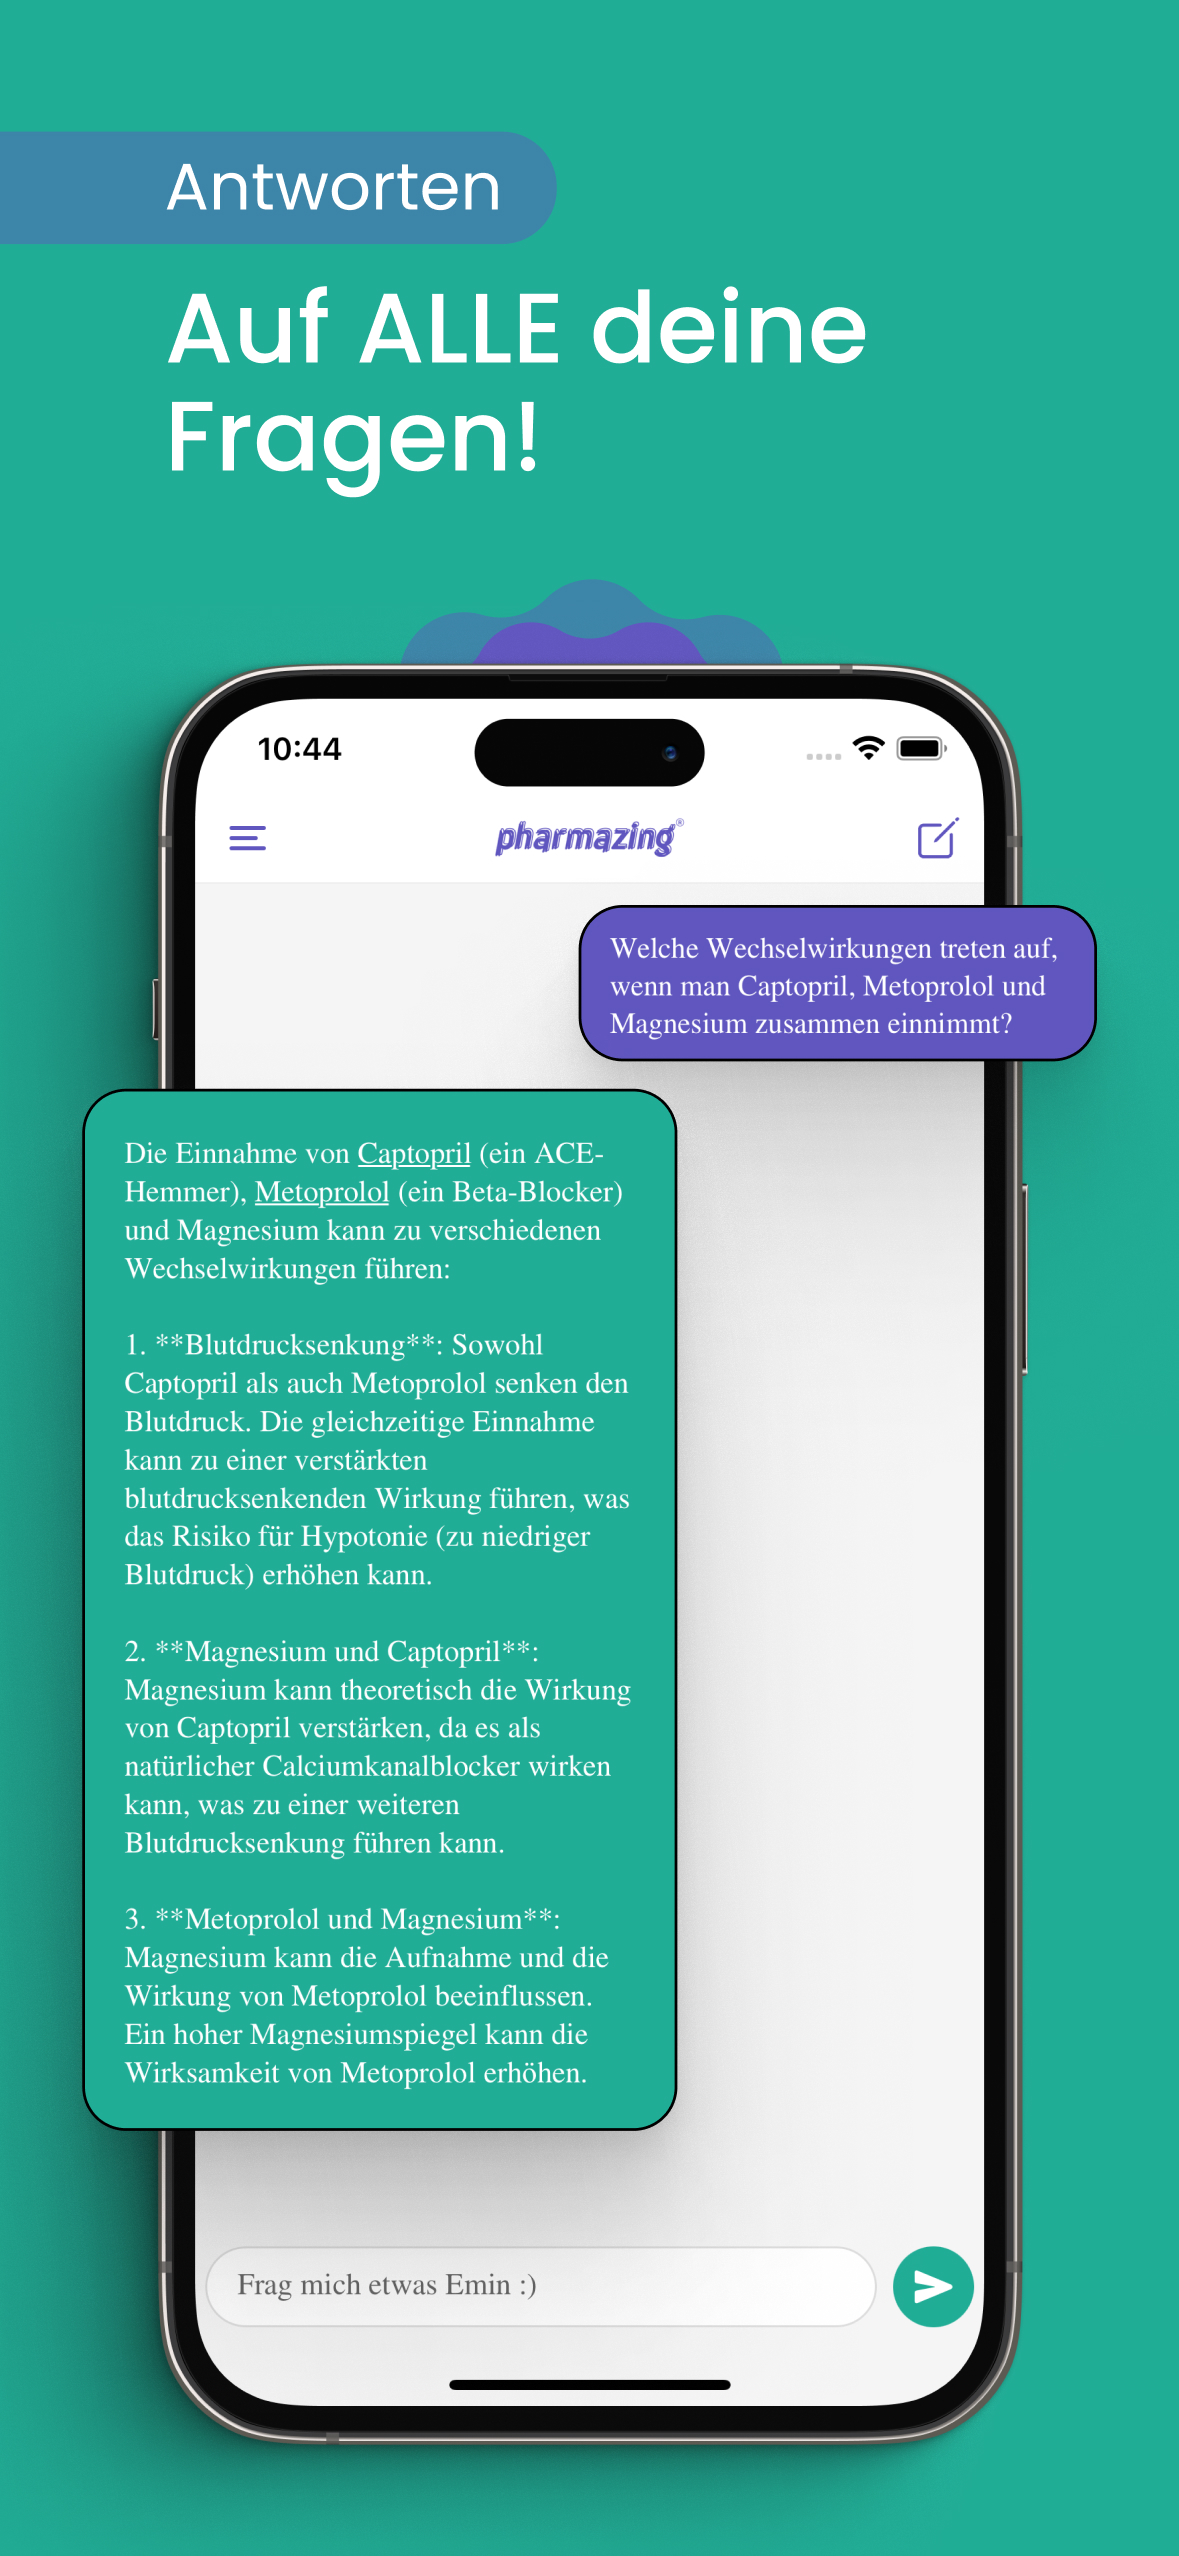 Antworten
Auf ALLE deine
Fragen!
10:44
pharmazing®
Welche Wechselwirkungen treten auf,
wenn man Captopril, Metoprolol und
Magnesium zusammen einnimmt?
Die Einnahme von Captopril (ein ACE-
Hemmer), Metoprolol (ein Beta-Blocker)
und Magnesium kann zu verschiedenen
Wechselwirkungen führen:
1. **Blutdrucksenkung**: Sowohl
Captopril als auch Metoprolol senken den
Blutdruck. Die gleichzeitige Einnahme
kann zu einer verstärkten
blutdrucksenkenden Wirkung führen, was
das Risiko für Hypotonie (zu niedriger
Blutdruck) erhöhen kann.
2. **Magnesium und Captopril**:
Magnesium kann theoretisch die Wirkung
von Captopril verstärken, da es als
natürlicher Calciumkanalblocker wirken
kann, was zu einer weiteren
Blutdrucksenkung führen kann.
3. **Metoprolol und Magnesium**:
Magnesium kann die Aufnahme und die
Wirkung von Metoprolol beeinflussen.
Ein hoher Magnesiumspiegel kann die
Wirksamkeit von Metoprolol erhöhen.
Frag mich etwas Emin :)